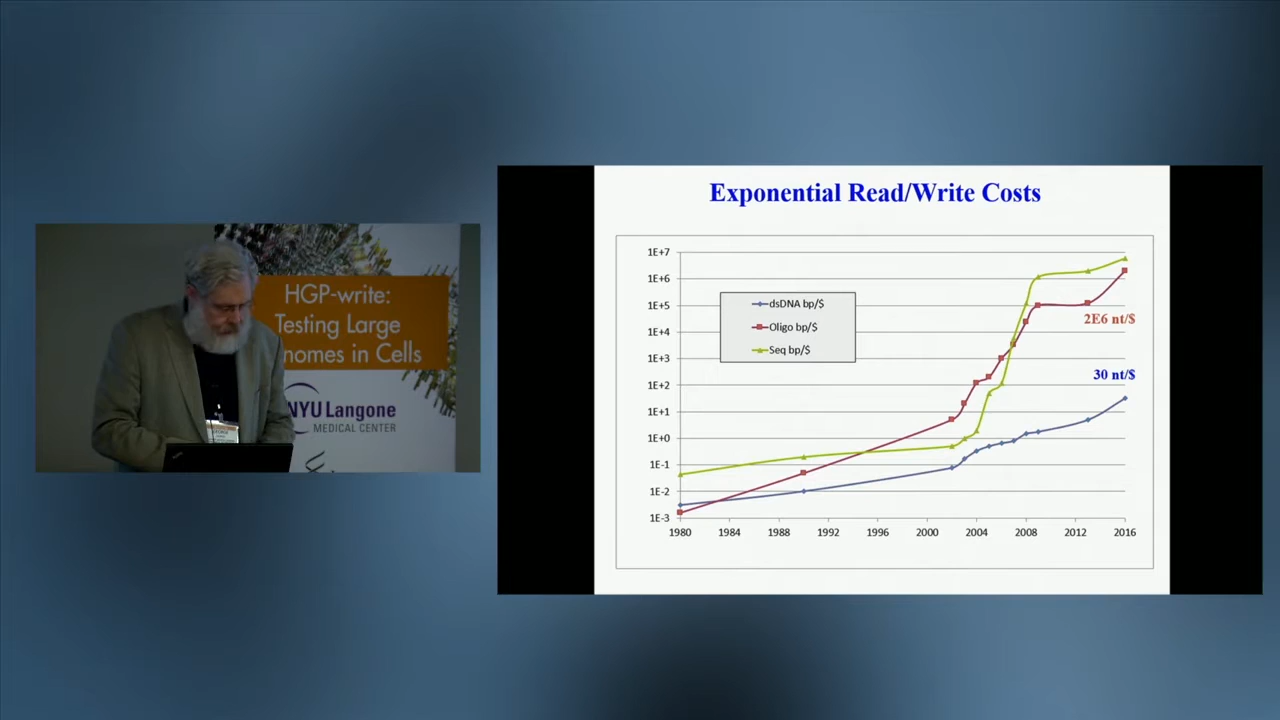 HGP-write:
Testing Large
nomes in Cells
NYU Langone
MEDICAL CENTER
Exponential Read/Write Costs
1E+7
1E+6
1E+5
1E+4
1E+3
1E+2
1E+1
1E+0
1E-1
1E-2
1E-3
dsDNA bp/$
Oligo bp/$
Seq bp/$
2E6 nt/$
30 nt/$
1980 1984 1988 1992 1996 2000 2004 2008 2012 2016